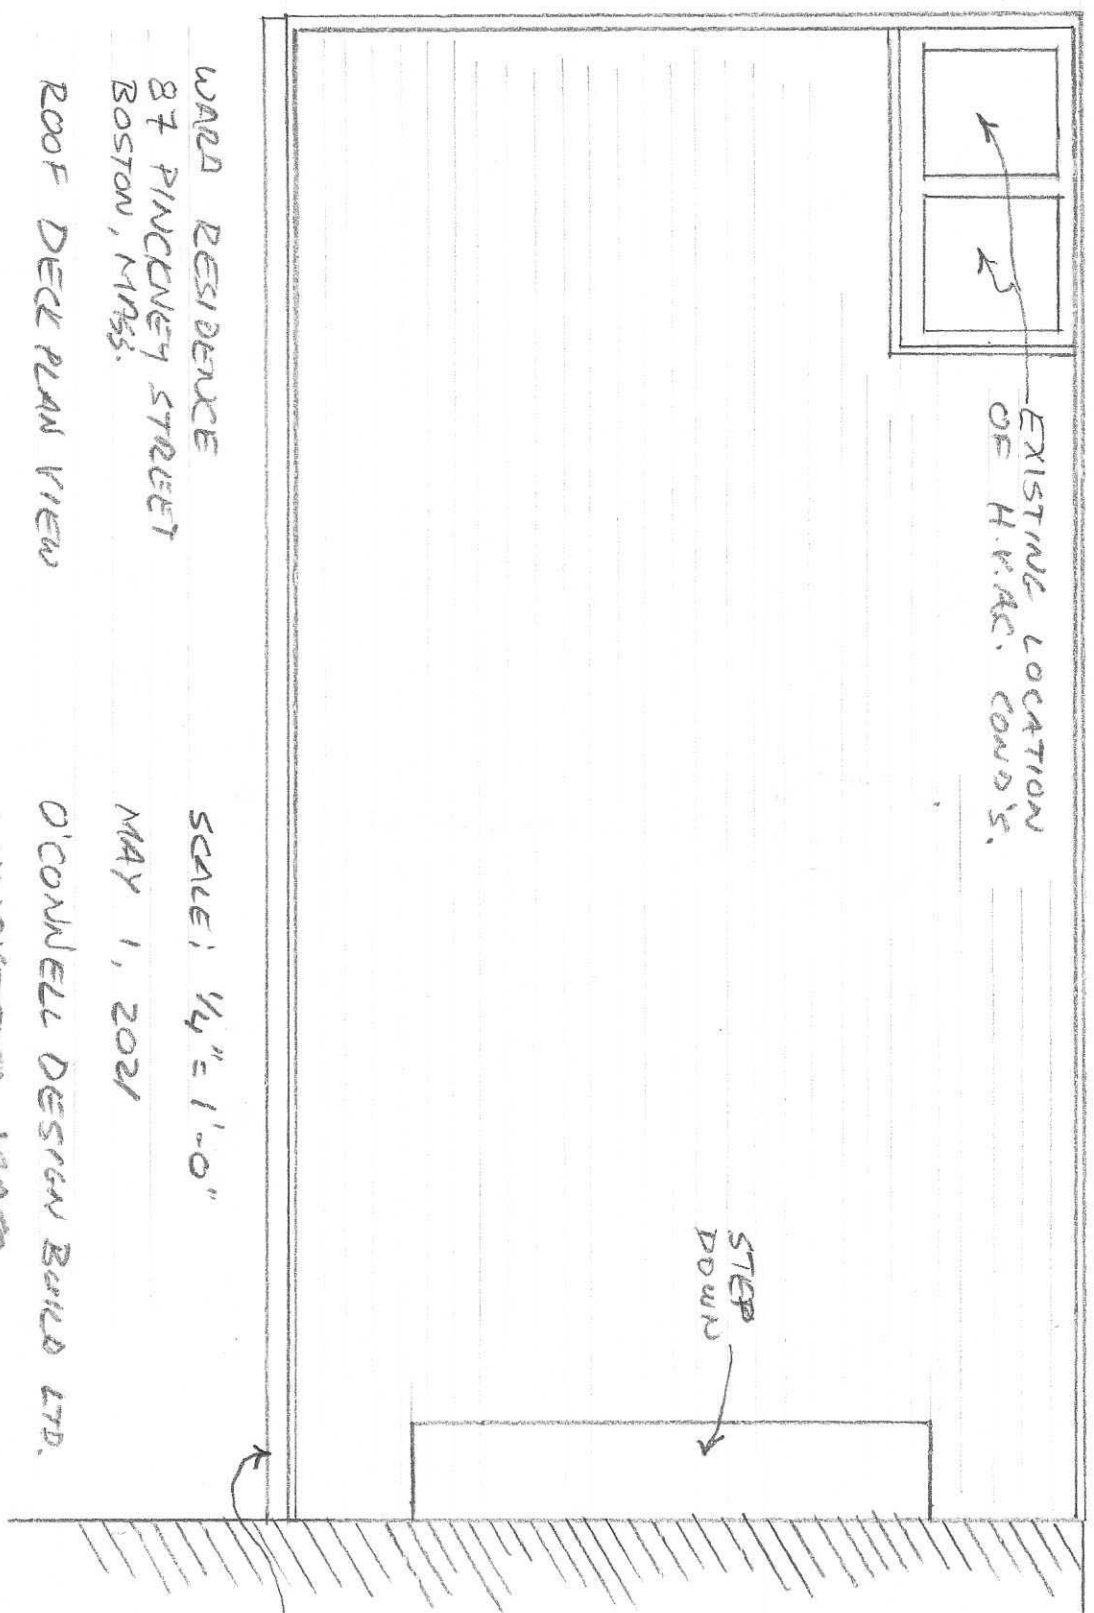 EXISTING LOCATION
OF H.V.AC. COND'S.
STEP
DOWN
WARD RESIDENCE
87 PINCKNEY STREET
BOSTON, MASS.
SCALE: 1/4" = 1'-0"
MAY 1, 2021
ROOF DECK PLAN VIEW
O'CONNELL DESIGN BUILD LTD.